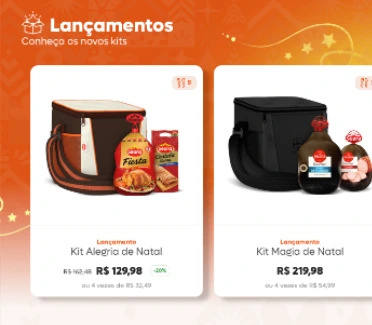 Lançamentos
Conheça os novos kits
Lançamento
Kit Alegria de Natal
R$ 162,48 R$ 129,98 -20%
ou 4 vezes de R$ 32,49
Lançamento
Kit Magia de Natal
R$ 219,98
ou 4 vezes de R$ 54,99
Fiesta